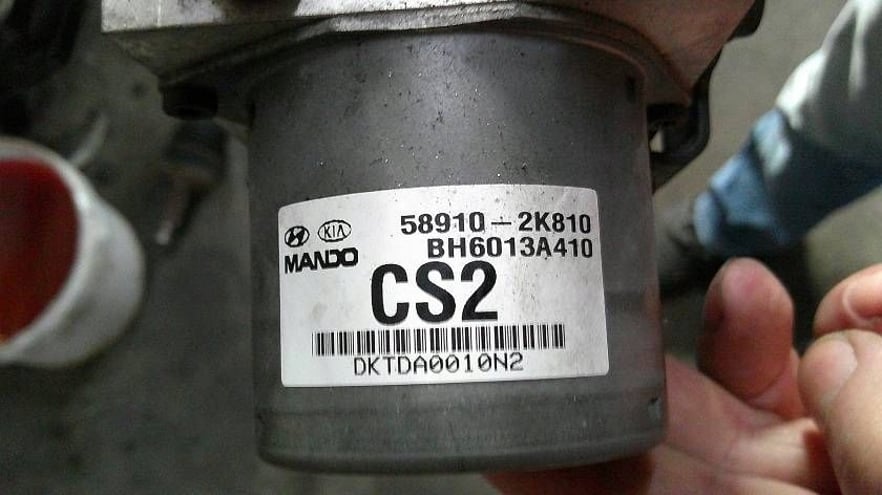 KIA
MANDO
58910-2K810
BH6013A410
CS2
DKTDA0010N2